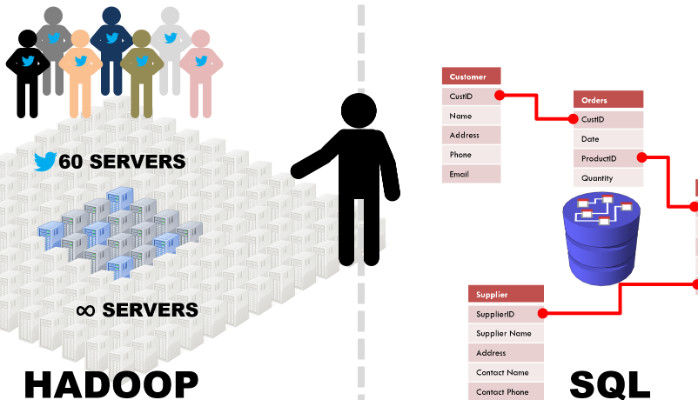 60 SERVERS
∞ SERVERS
HADOOP
Customer
CustID
Name
Address
Phone
Email
Orders
CustID
Date
ProductID
Quantity
Supplier
SupplierID
Supplier Name
Address
Contact Name
Contact Phone
SQL